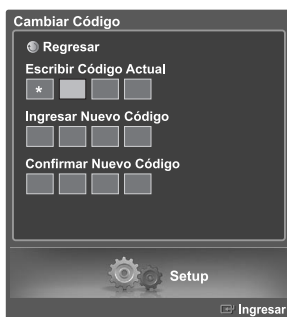 Cambiar Código
Regresar
Escribir Código Actual
*
Ingresar Nuevo Código
Confirmar Nuevo Código
Setup
Ingresar